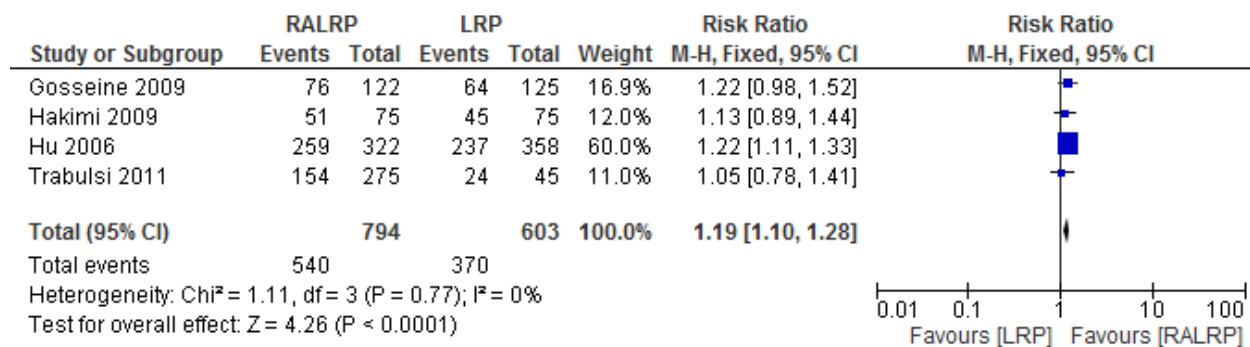 RALRP LRP Risk Ratio Risk Ratio
Study or Subgroup Events Total Events Total Weight M-H, Fixed, 95% CI M-H, Fixed, 95% CI
Gosseine 2009 76 122 64 125 16.9% 1.22 [0.98, 1.52]
Hakimi 2009 51 75 45 75 12.0% 1.13 [0.89, 1.44]
Hu 2006 259 322 237 358 60.0% 1.22 [1.11, 1.33]
Trabulsi 2011 154 275 24 45 11.0% 1.05 [0.78, 1.41]
Total (95% CI) 794 603 100.0% 1.19 [1.10, 1.28]
Total events 540 370
Heterogeneity: Chi² = 1.11, df = 3 (P = 0.77); I² = 0%
Test for overall effect: Z = 4.26 (P < 0.0001)
0.01 0.1 1 10 100
Favours [LRP] Favours [RALRP]